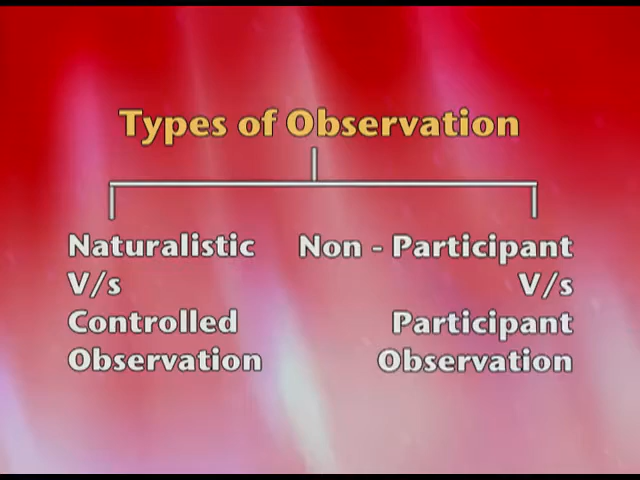 Types of Observation
Naturalistic
V/s
Controlled
Observation
Non - Participant
V/s
Participant
Observation